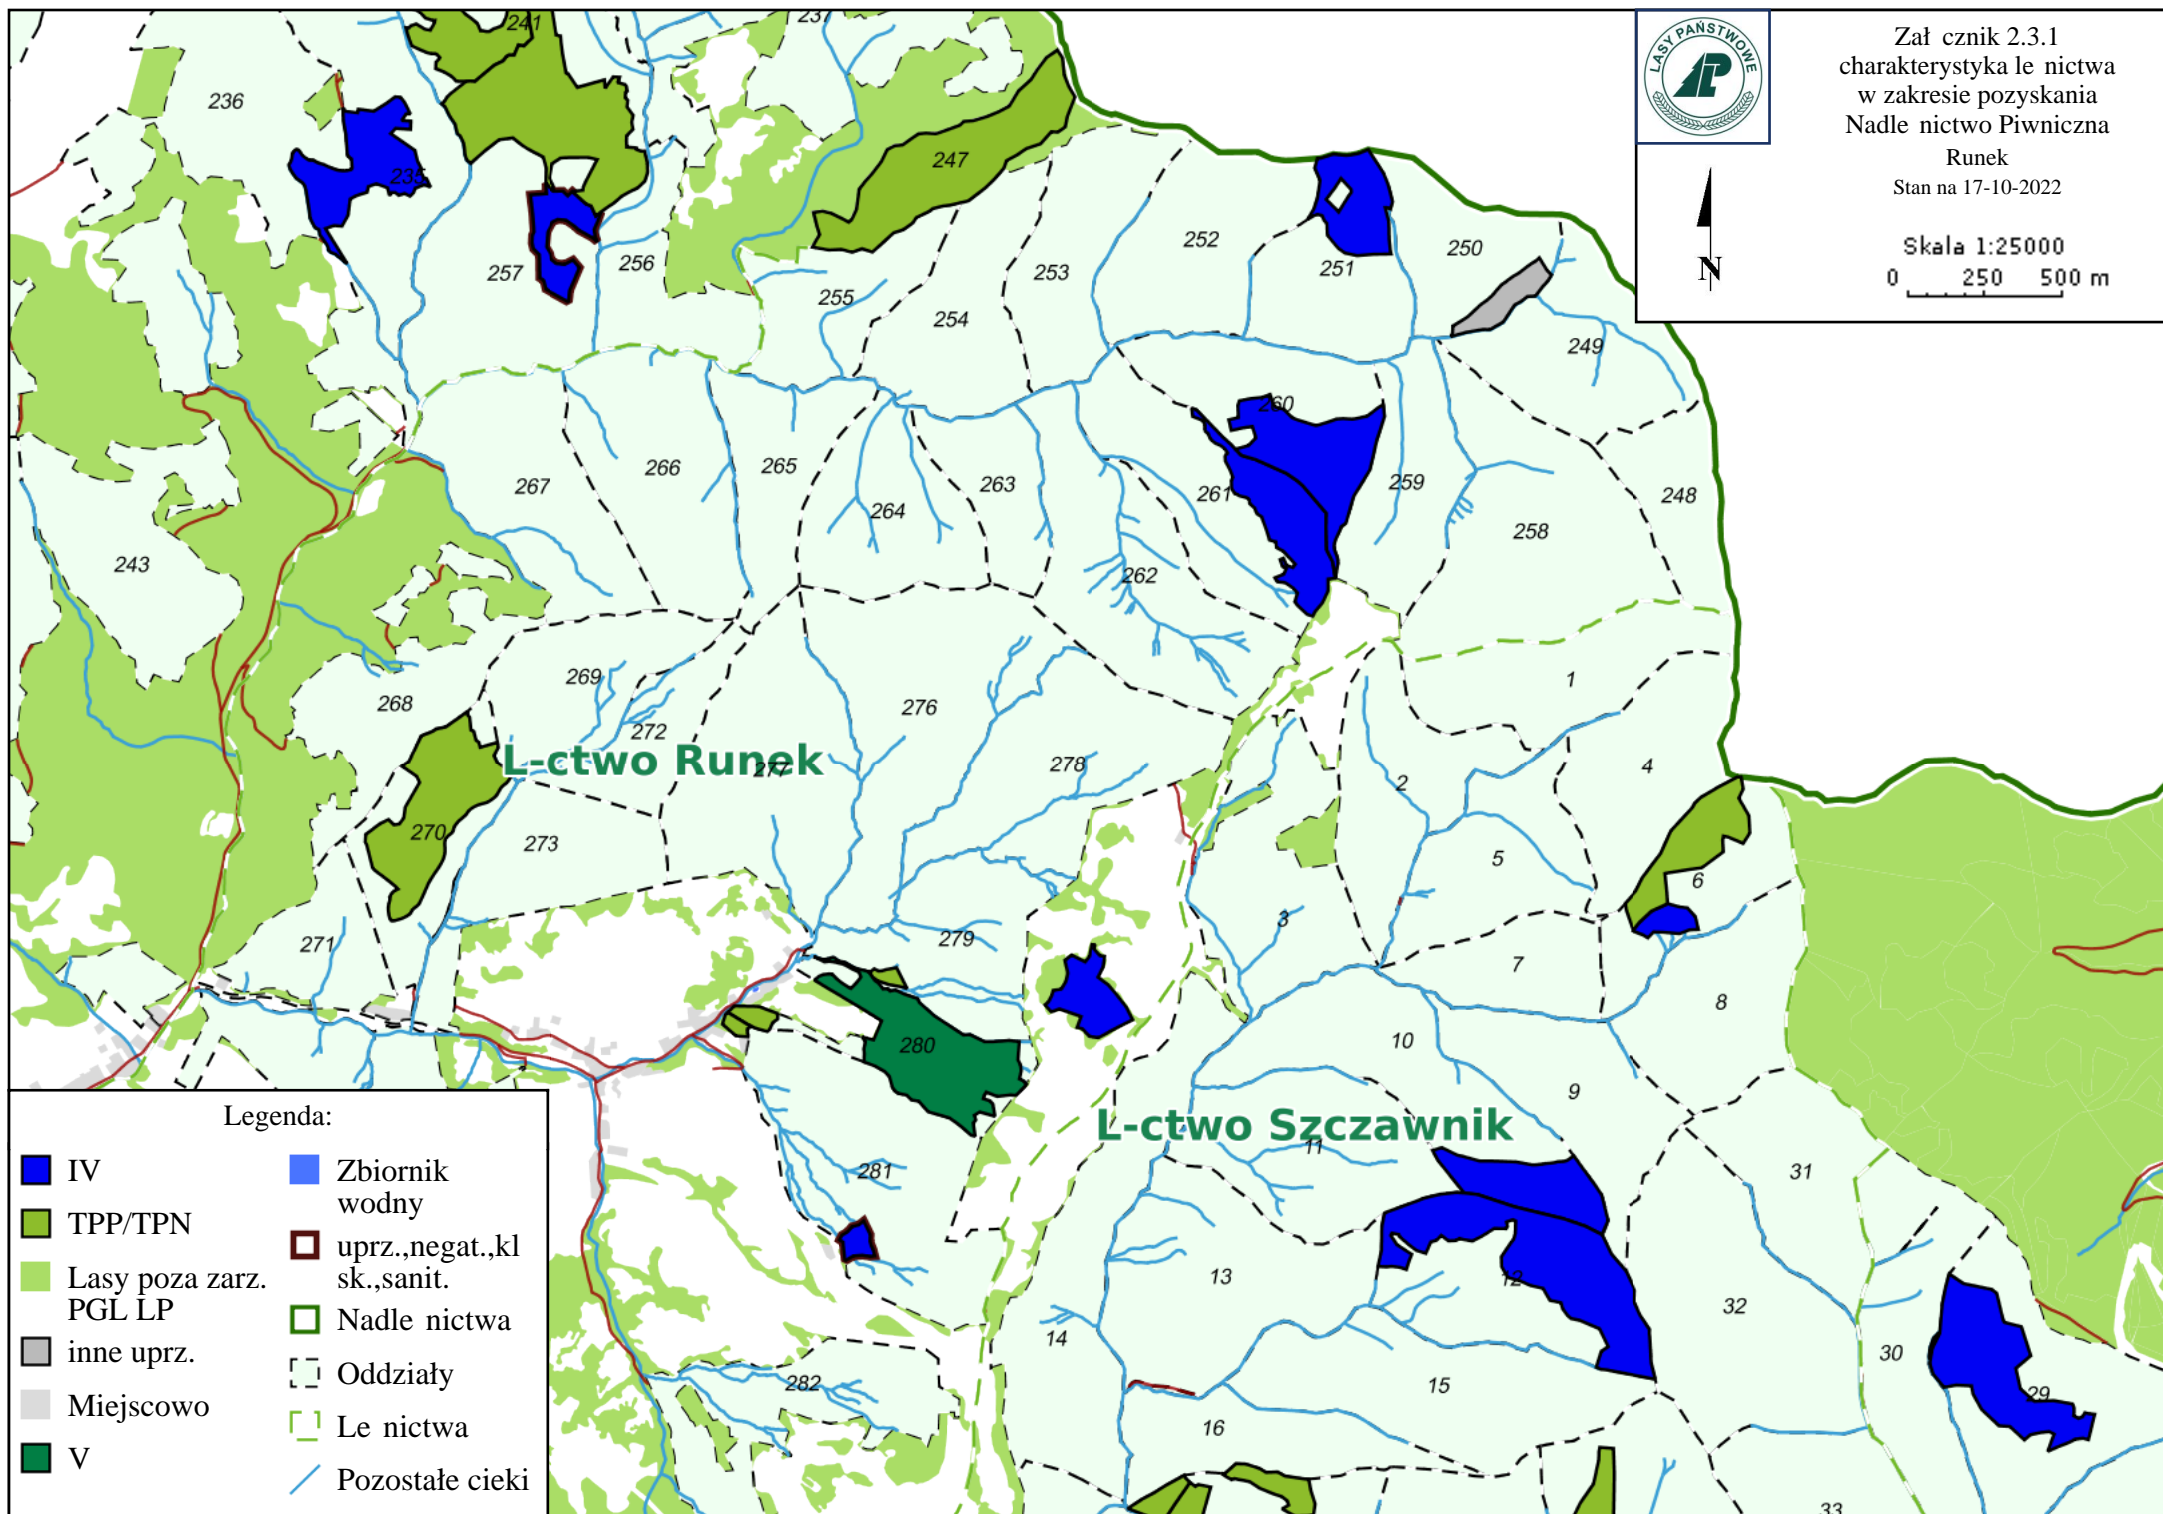 LASY PAŃSTWOWE
Zał cznik 2.3.1
charakterystyka le nictwa
w zakresie pozyskania
Nadle nictwo Piwniczna
Runek
Stan na 17-10-2022
N
Skala 1:25000
0 250 500 m
241
237
236
235
247
257
256
255
254
253
252
251
250
249
260
267
266
265
264
263
261
259
258
248
262
243
268
269
272
276
277
278
1
2
4
L-ctwo Runek
270
273
5
6
3
279
271
7
8
280
10
9
L-ctwo Szczawnik
11
281
31
13
12
32
14
30
29
282
15
16
33
Legenda:
IV
TPP/TPN
Lasy poza zarz.
PGL LP
inne uprz.
Miejscowo
V
Zbiornik
wodny
uprz.,negat.,kl
sk.,sanit.
Nadle nictwa
Oddziały
Le nictwa
Pozostałe cieki